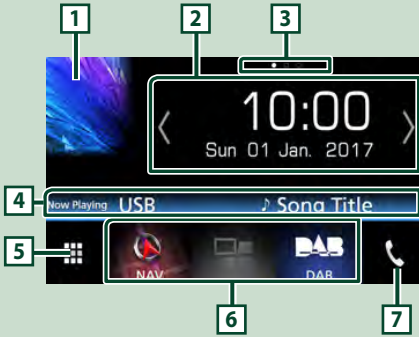 1 2 3
10:00
Sun 01 Jan. 2017
4 Now Playing USB ♪ Song Title
5 NAV DAB DAB
6 7